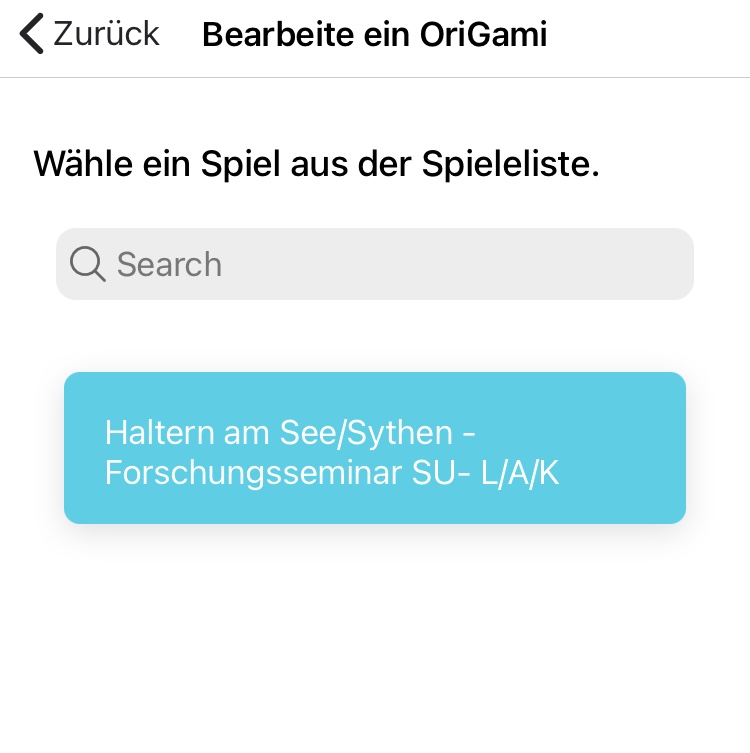 Zurück
Bearbeite ein OriGami
Wähle ein Spiel aus der Spieleliste.
Search
Haltern am See/Sythen -
Forschungsseminar SU- L/A/K